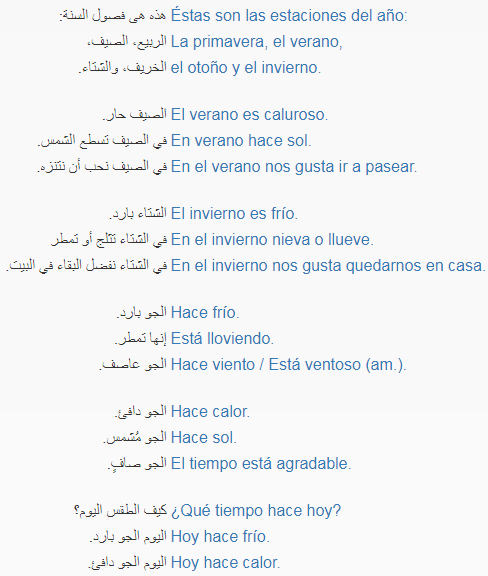 هذه هى فصول السنة: Éstas son las estaciones del año:
الربيع، الصيف، La primavera, el verano,
الخريف، والشتاء. el otoño y el invierno.
الصيف حار. El verano es caluroso.
في الصيف تسطع الشمس. En verano hace sol.
في الصيف نحب أن نتنزه. En el verano nos gusta ir a pasear.
الشتاء بارد. El invierno es frío.
في الشتاء تثلج أو تمطر En el invierno nieva o llueve.
في الشتاء نفضل البقاء في البيت. En el invierno nos gusta quedarnos en casa.
الجو بارد. Hace frío.
إنها تمطر. Está lloviendo.
الجو عاصف. Hace viento / Está ventoso (am.).
الجو دافئ. Hace calor.
الجو مُشمس. Hace sol.
الجو صافٍ. El tiempo está agradable.
كيف الطقس اليوم؟ ¿Qué tiempo hace hoy?
اليوم الجو بارد. Hoy hace frío.
اليوم الجو دافئ. Hoy hace calor.